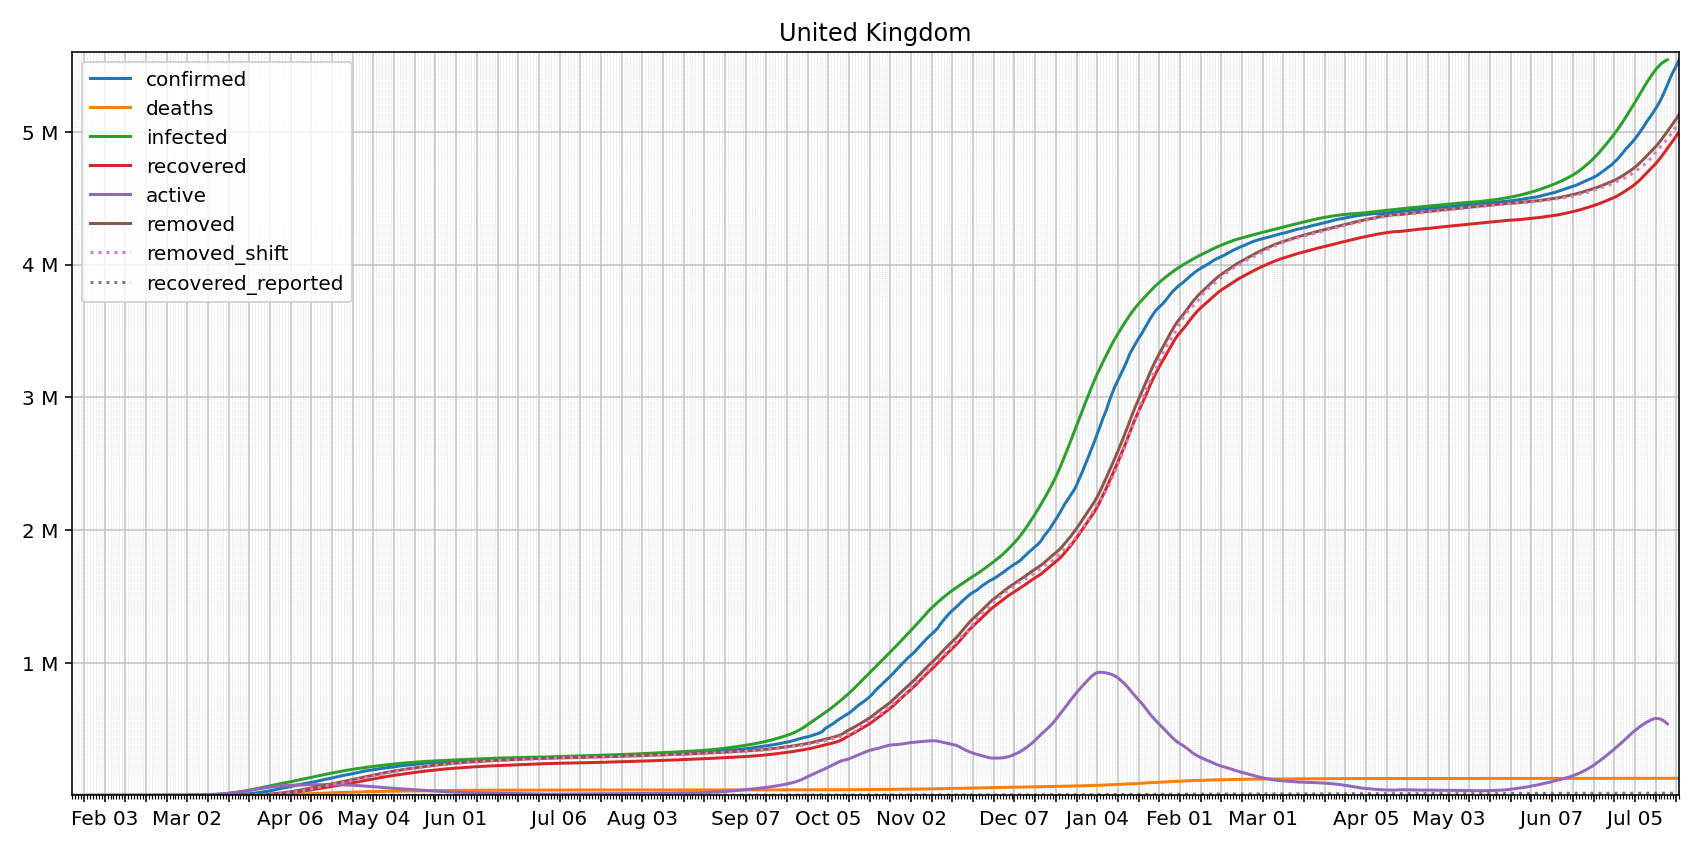 United Kingdom
confirmed
deaths
infected
recovered
active
removed
removed_shift
recovered_reported
5 M
4 M
3 M
2 M
1 M
Feb 03 Mar 02 Apr 06 May 04 Jun 01 Jul 06 Aug 03 Sep 07 Oct 05 Nov 02 Dec 07 Jan 04 Feb 01 Mar 01 Apr 05 May 03 Jun 07 Jul 05